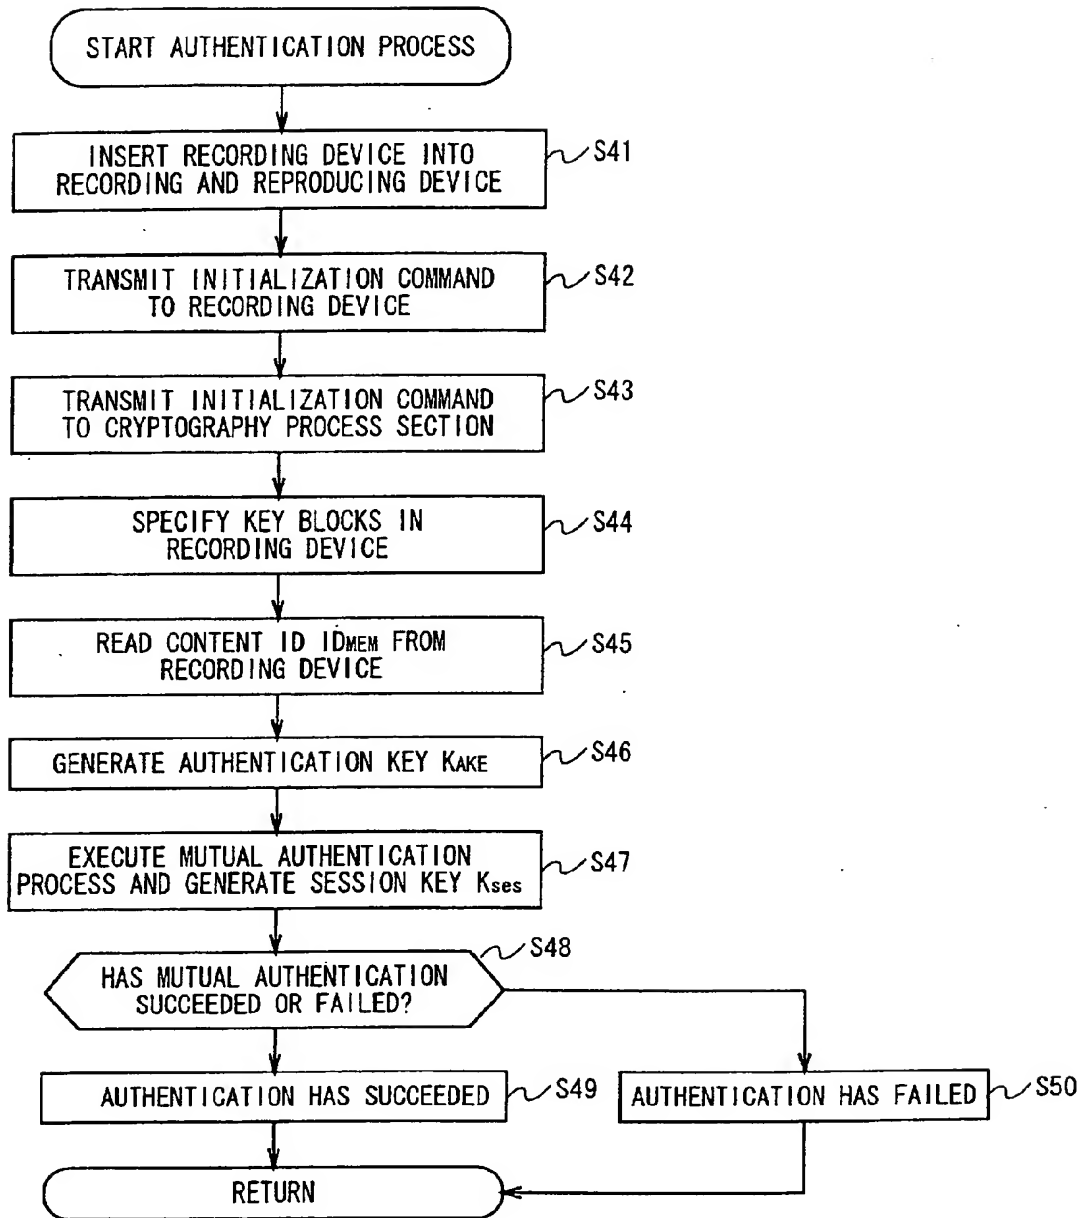 START AUTHENTICATION PROCESS
INSERT RECORDING DEVICE INTO
RECORDING AND REPRODUCING DEVICE
S41
TRANSMIT INITIALIZATION COMMAND
TO RECORDING DEVICE
S42
TRANSMIT INITIALIZATION COMMAND
TO CRYPTOGRAPHY PROCESS SECTION
S43
SPECIFY KEY BLOCKS IN
RECORDING DEVICE
S44
READ CONTENT ID IDMEM FROM
RECORDING DEVICE
S45
GENERATE AUTHENTICATION KEY KAKE
S46
EXECUTE MUTUAL AUTHENTICATION
PROCESS AND GENERATE SESSION KEY Kses
S47
HAS MUTUAL AUTHENTICATION
SUCCEEDED OR FAILED?
S48
AUTHENTICATION HAS SUCCEEDED
S49
AUTHENTICATION HAS FAILED
S50
RETURN